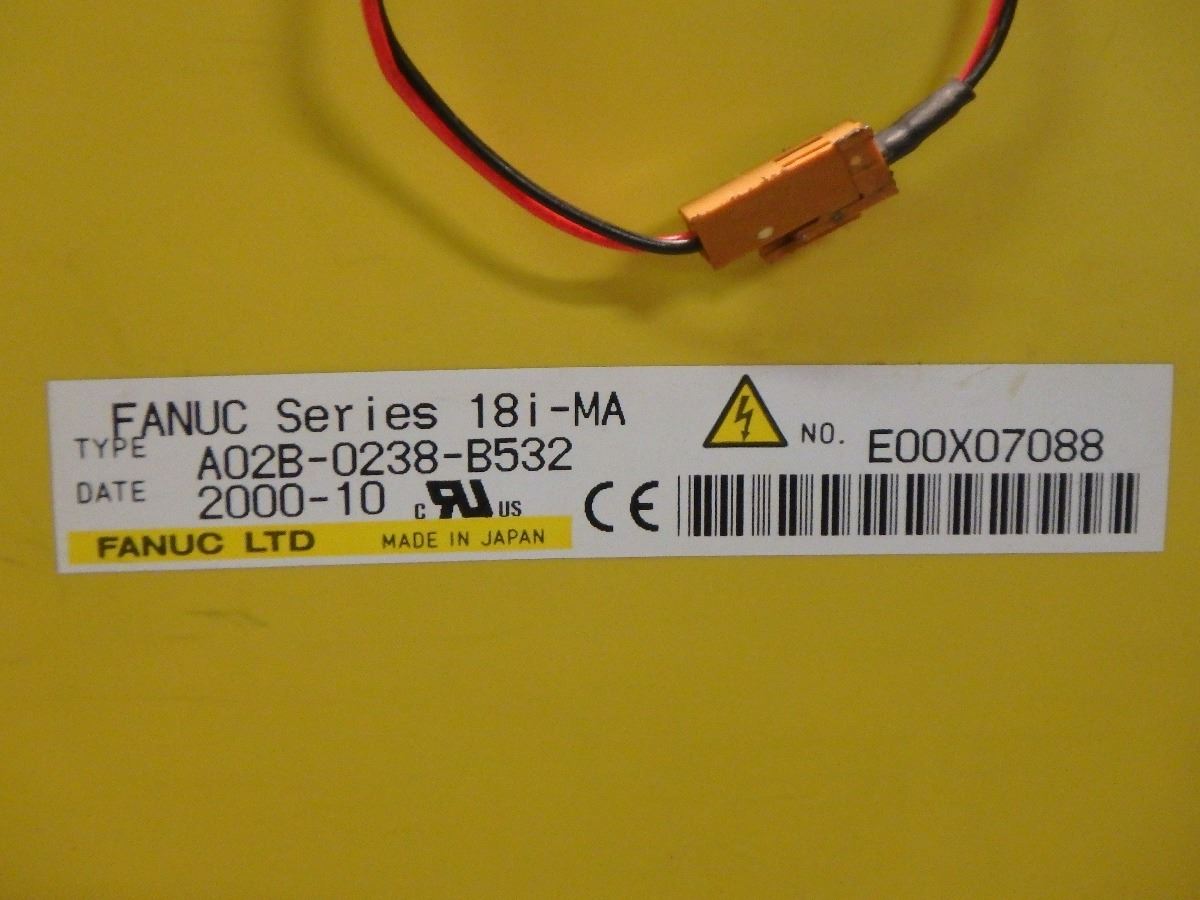 FANUC Series 18i-MA
TYPE A02B-0238-B532
DATE 2000-10 c RU US
FANUC LTD MADE IN JAPAN
CE
NO. E00X07088